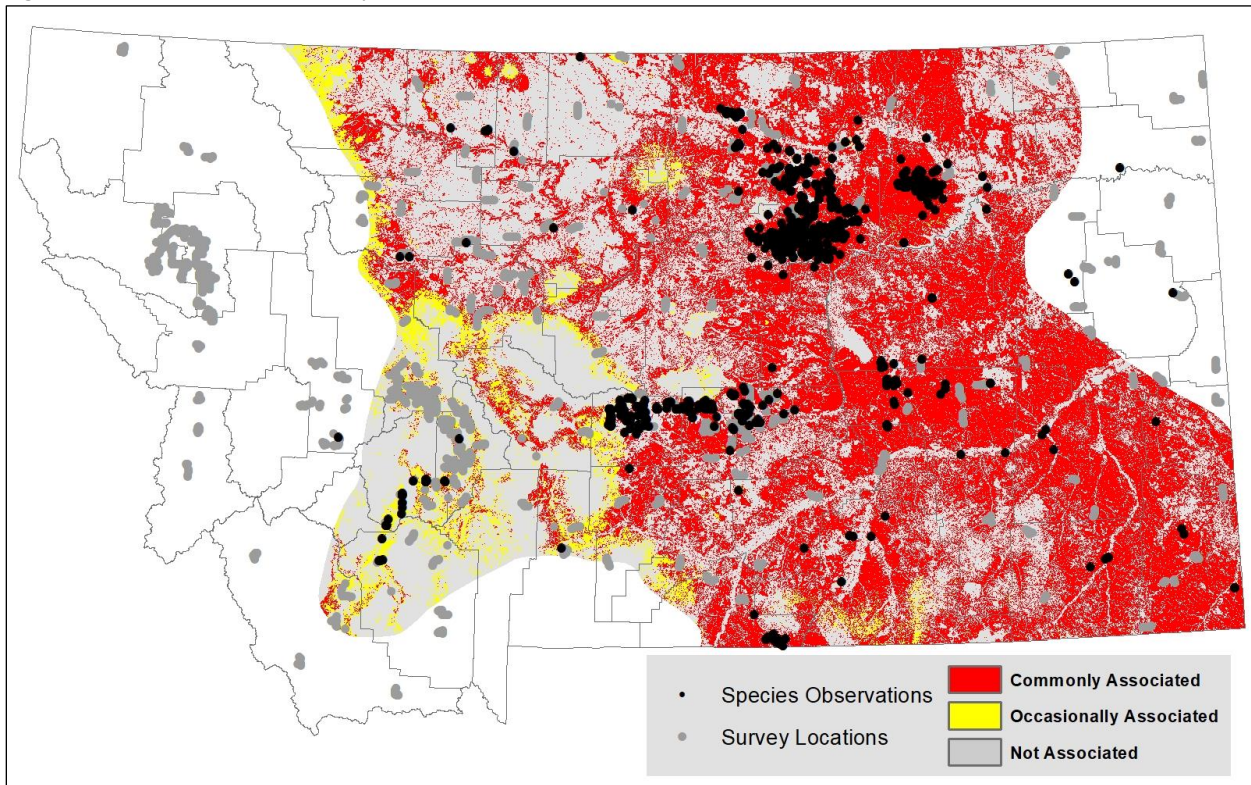 Species Observations
Survey Locations
Commonly Associated
Occasionally Associated
Not Associated